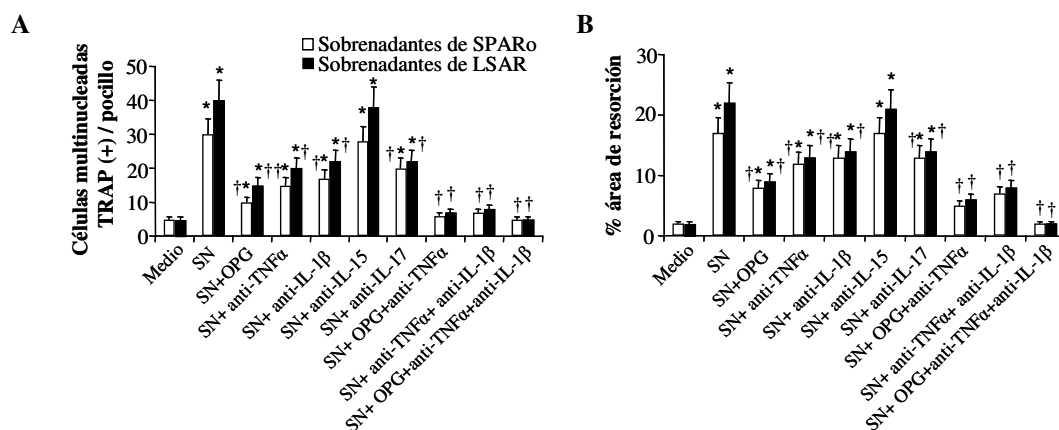 A
Células multinucleadas
TRAP (+) / pocillo
Sobrenadantes de SPARo
Sobrenadantes de LSAR
50
40
30
20
10
0
* * †* *† †* *† †* *† * * †* *† † † † † † †
Medio
SN
SN+OPG
SN+ anti-TNFα
SN+ anti-IL-1β
SN+ anti-IL-15
SN+ anti-IL-17
SN+ OPG+anti-TNFα
SN+ anti-TNFα+ anti-IL-1β
SN+ OPG+anti-TNFα+anti-IL-1β
B
% área de resorción
30
20
10
0
* * †* *† †* *† †* *† * * †* *† † † † † † †
Medio
SN
SN+OPG
SN+ anti-TNFα
SN+ anti-IL-1β
SN+ anti-IL-15
SN+ anti-IL-17
SN+ OPG+anti-TNFα
SN+ anti-TNFα+ anti-IL-1β
SN+ OPG+anti-TNFα+anti-IL-1β